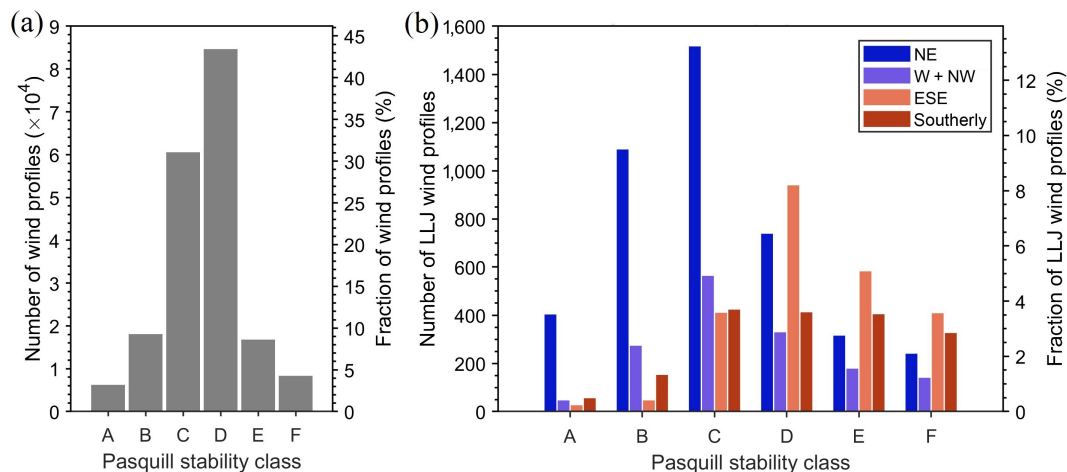 (a)
Number of wind profiles (×10⁴)
9
8
7
6
5
4
3
2
1
0
45
40
35
30
25
20
15
10
5
0
Fraction of wind profiles (%)
A B C D E F
Pasquill stability class
(b)
Number of LLJ wind profiles
1,600
1,400
1,200
1,000
800
600
400
200
0
NE
W + NW
ESE
Southerly
12
10
8
6
4
2
0
Fraction of LLJ wind profiles (%)
A B C D E F
Pasquill stability class